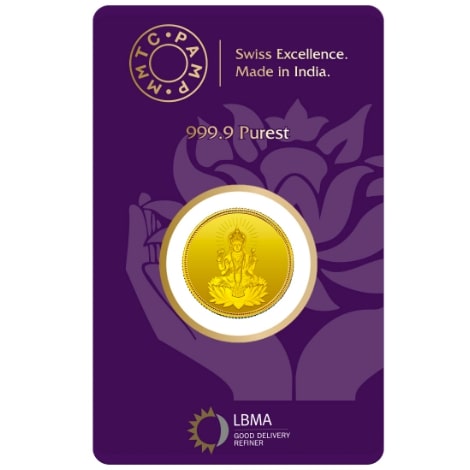 MMTC·PAMP
Swiss Excellence.
Made in India.
999.9 Purest
LBMA
GOOD DELIVERY
REFINER